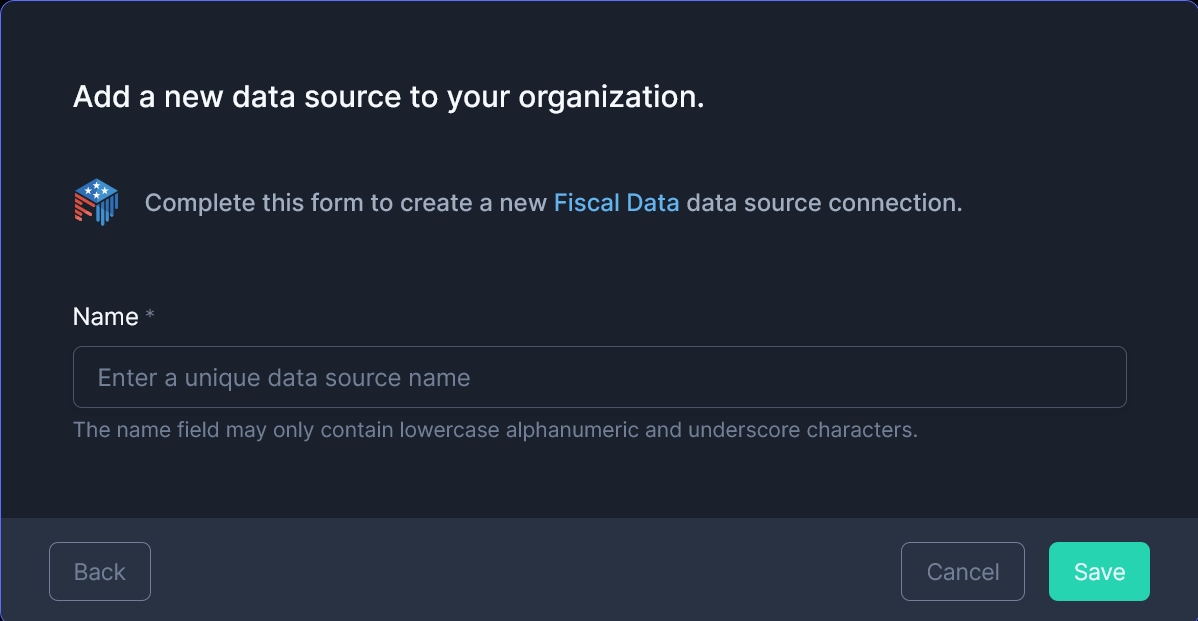 Add a new data source to your organization.
Complete this form to create a new Fiscal Data data source connection.
Name *
Enter a unique data source name
The name field may only contain lowercase alphanumeric and underscore characters.
Back Cancel Save